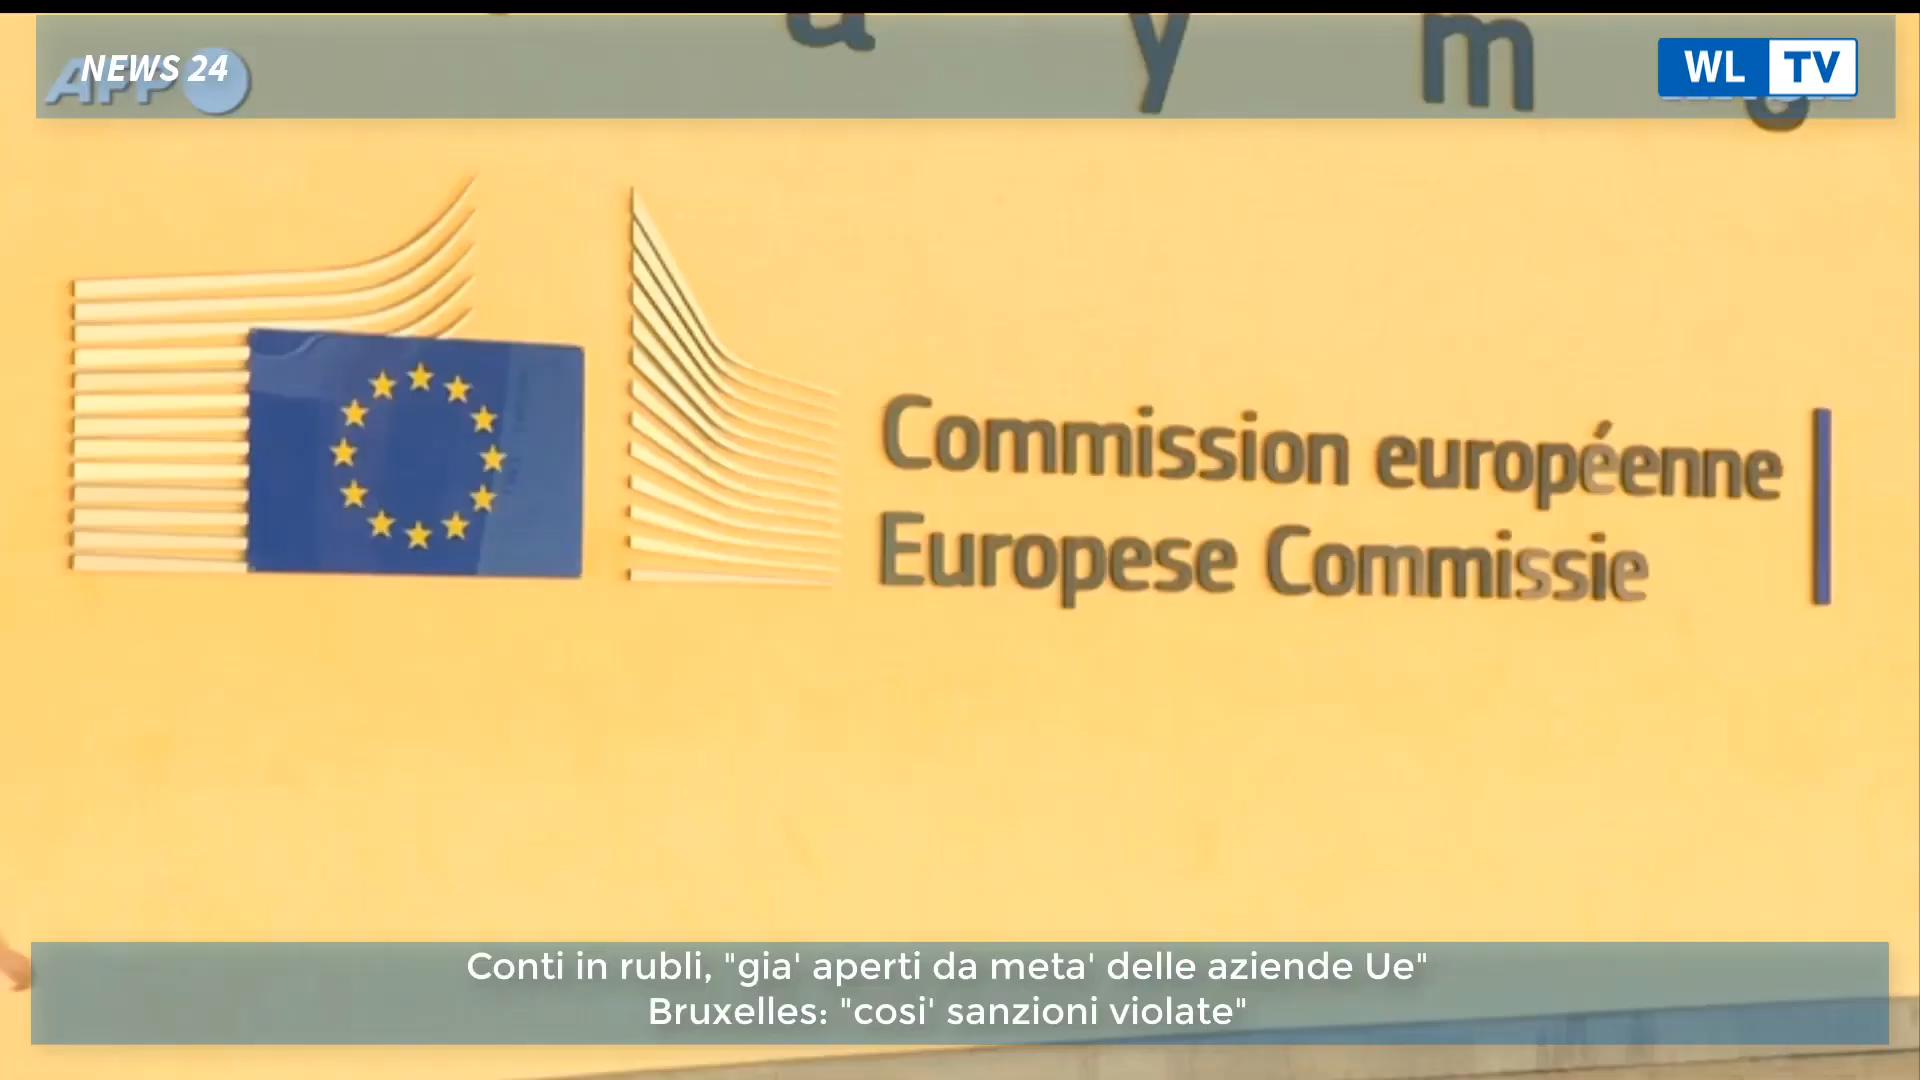 a y m
AFP NEWS 24
WL TV
Commission européenne
Europese Commissie
Conti in rubli, "gia' aperti da meta' delle aziende Ue"
Bruxelles: "cosi' sanzioni violate"